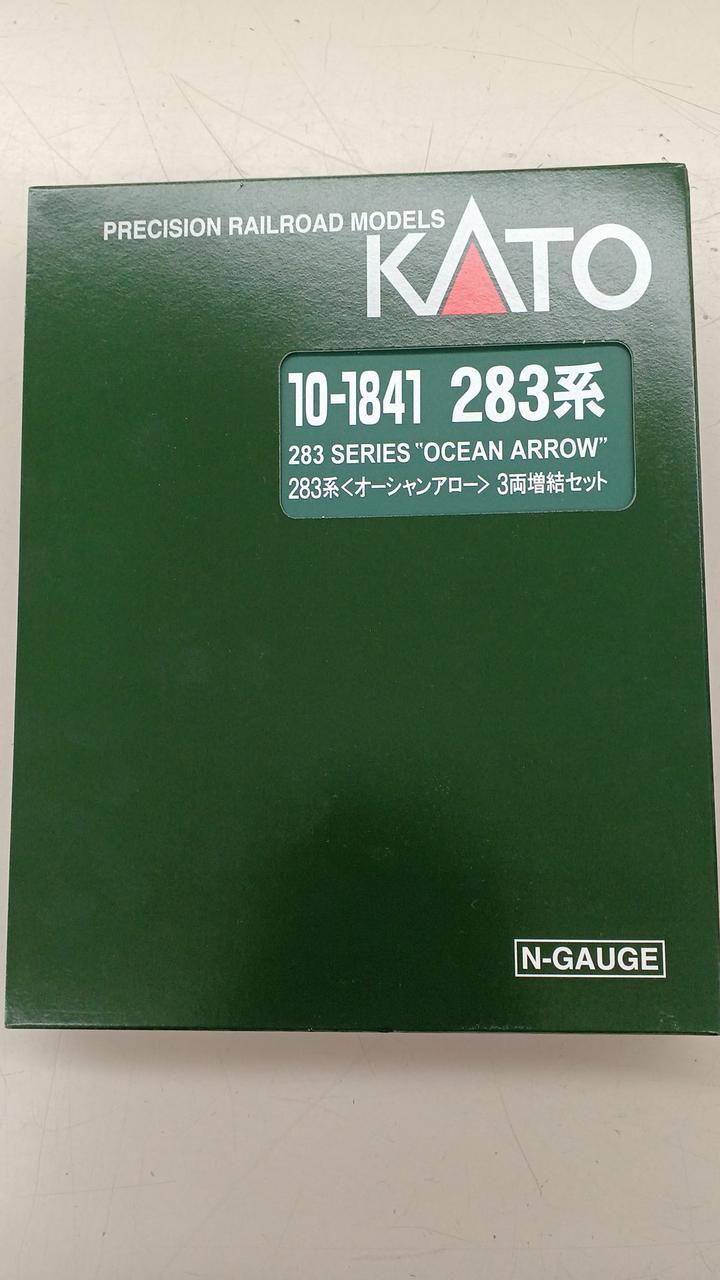 PRECISION RAILROAD MODELS
KATO
10-1841 283系
283 SERIES "OCEAN ARROW"
283系<オーシャンアロー> 3両増結セット
N-GAUGE